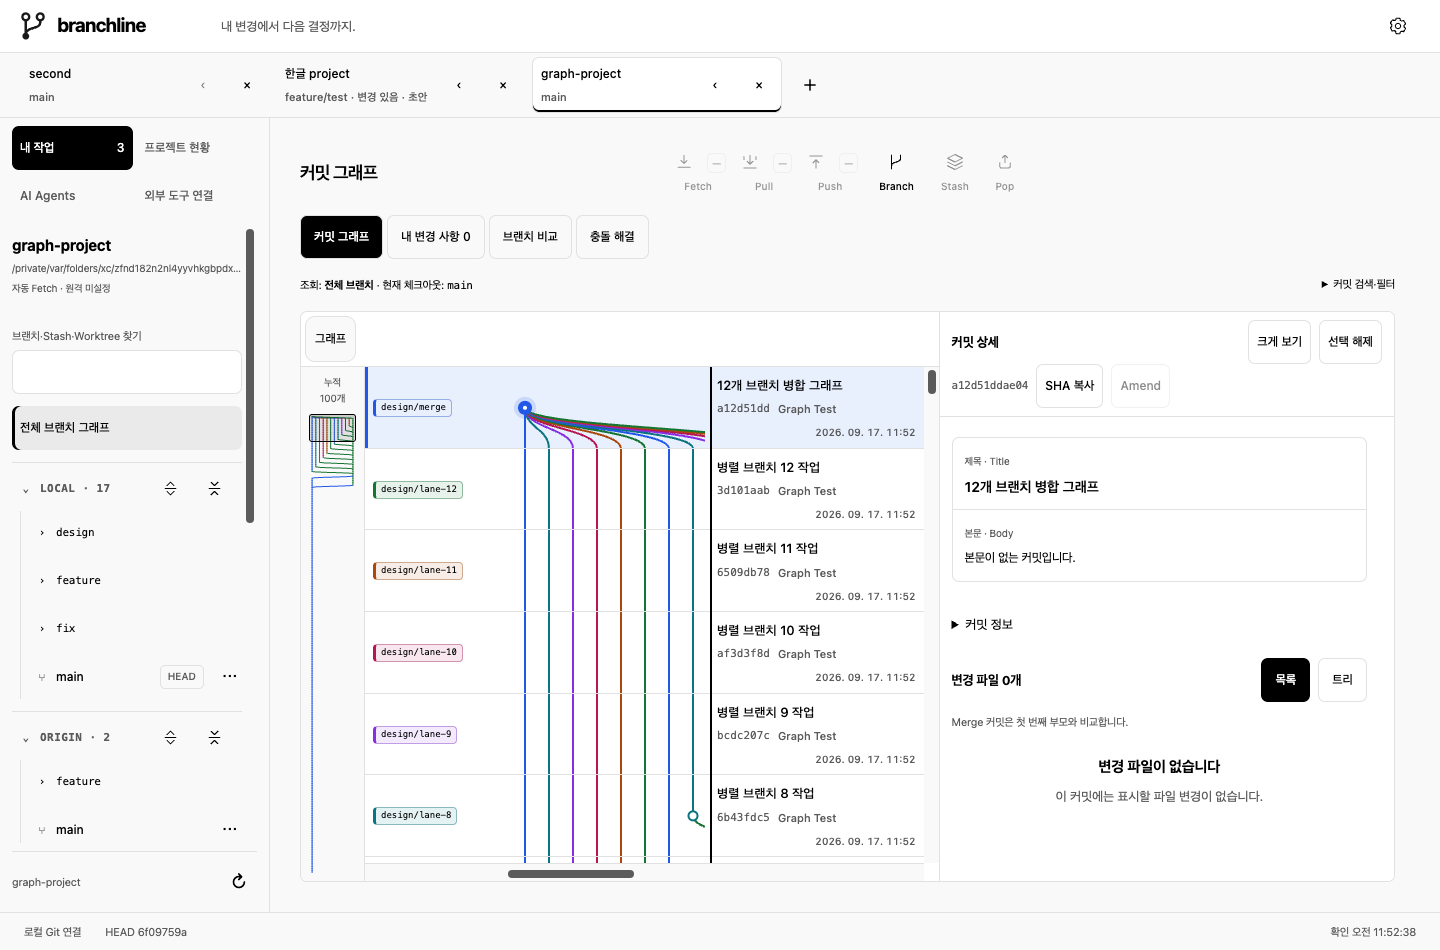 branchline
내 변경에서 다음 결정까지.
second
main
한글 project
feature/test · 변경 있음 · 초안
graph-project
main
내 작업 3
프로젝트 현황
AI Agents
외부 도구 연결
graph-project
/private/var/folders/xc/zfnd182n2nl4yyvhkgbpdx...
자동 Fetch · 원격 미설정
브랜치·Stash·Worktree 찾기
전체 브랜치 그래프
LOCAL · 17
design
feature
fix
main HEAD
ORIGIN · 2
feature
main
graph-project
커밋 그래프
Fetch
Pull
Push
Branch
Stash
Pop
커밋 그래프
내 변경 사항 0
브랜치 비교
충돌 해결
조회: 전체 브랜치 · 현재 체크아웃: main
커밋 검색·필터
그래프
누적
100개
design/merge
12개 브랜치 병합 그래프
a12d51dd Graph Test
2026. 09. 17. 11:52
design/lane-12
병렬 브랜치 12 작업
3d101aab Graph Test
2026. 09. 17. 11:52
design/lane-11
병렬 브랜치 11 작업
6509db78 Graph Test
2026. 09. 17. 11:52
design/lane-10
병렬 브랜치 10 작업
af3d3f8d Graph Test
2026. 09. 17. 11:52
design/lane-9
병렬 브랜치 9 작업
bcdc207c Graph Test
2026. 09. 17. 11:52
design/lane-8
병렬 브랜치 8 작업
6b43fdc5 Graph Test
2026. 09. 17. 11:52
커밋 상세
크게 보기
선택 해제
a12d51ddae04
SHA 복사
Amend
제목 · Title
12개 브랜치 병합 그래프
본문 · Body
본문이 없는 커밋입니다.
커밋 정보
변경 파일 0개
목록
트리
Merge 커밋은 첫 번째 부모와 비교합니다.
변경 파일이 없습니다
이 커밋에는 표시할 파일 변경이 없습니다.
로컬 Git 연결
HEAD 6f09759a
확인 오전 11:52:38